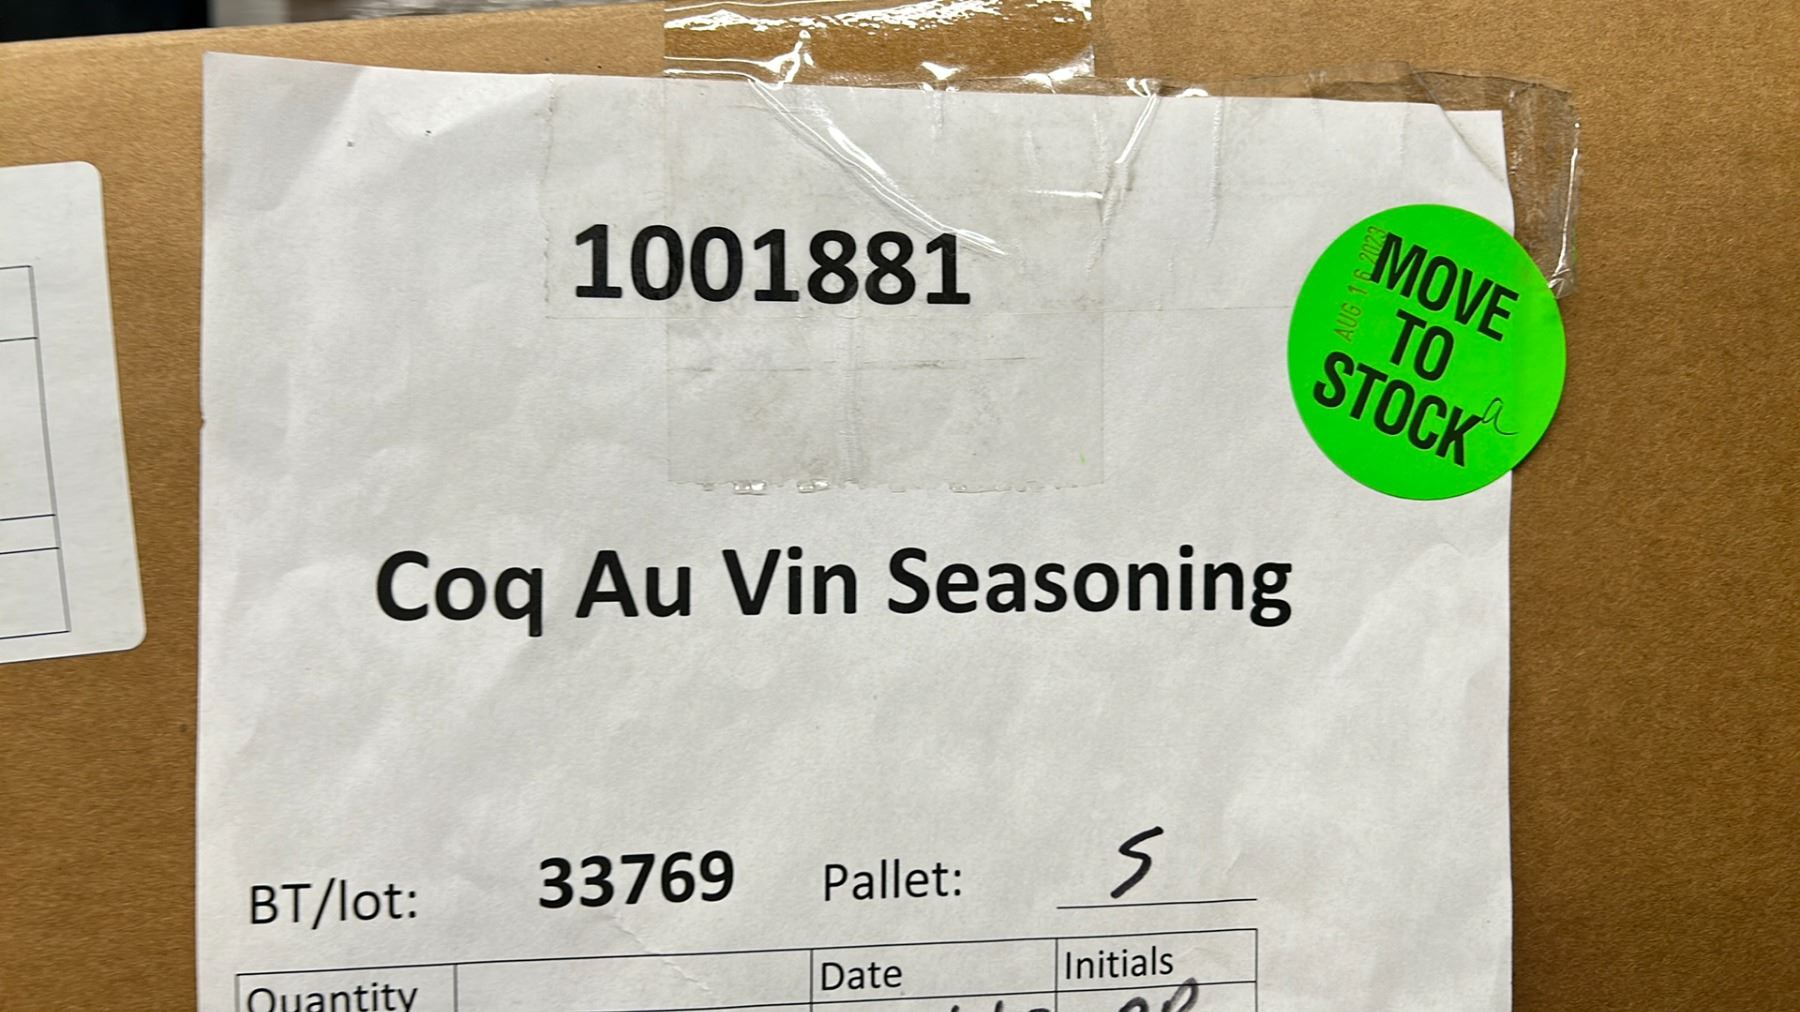 1001881
AUG 16 2023
MOVE
TO
STOCK
Coq Au Vin Seasoning
BT/lot: 33769 Pallet: 5
Quantity Date Initials